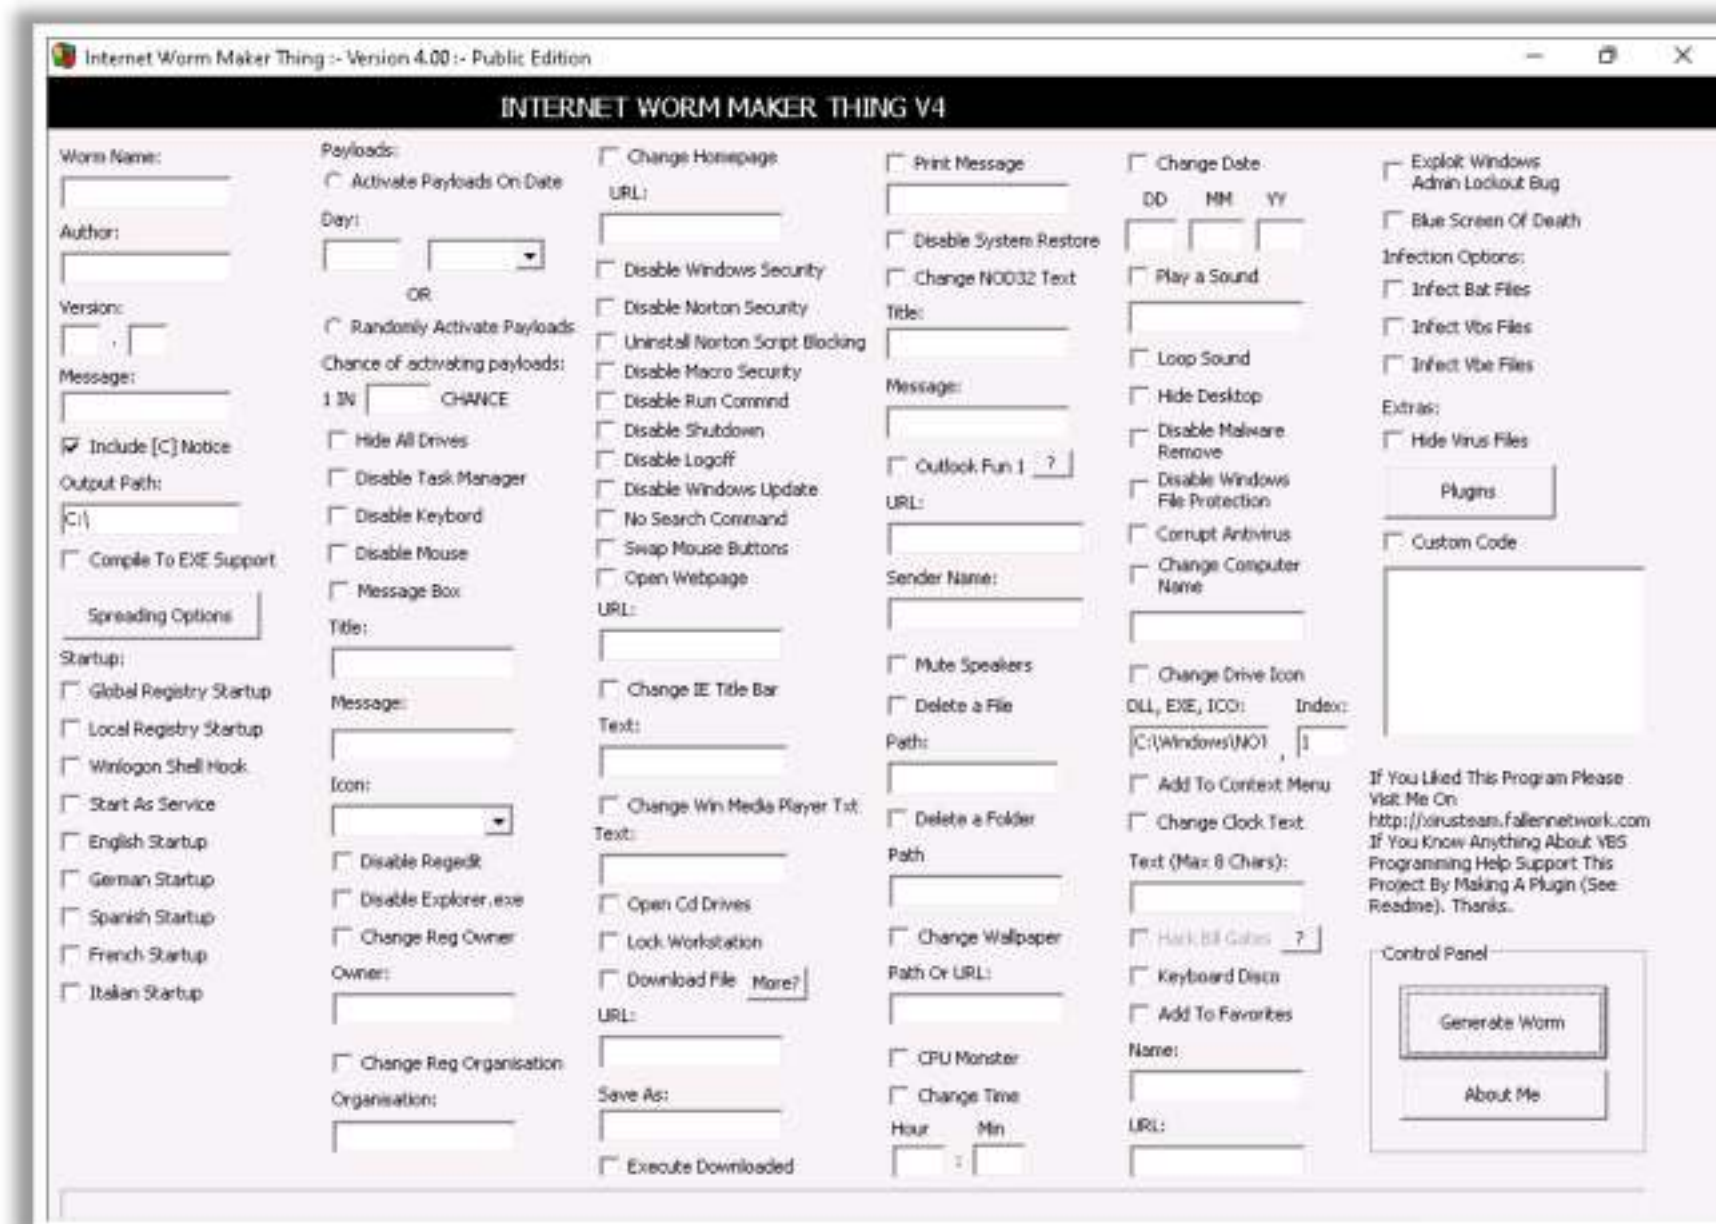 Internet Worm Maker Thing :- Version 4.00 :- Public Edition
INTERNET WORM MAKER THING V4
Worm Name:
Author:
Version:
.
Message:
Include [C] Notice
Output Path:
C:\
Compile To EXE Support
Spreading Options
Startup:
Global Registry Startup
Local Registry Startup
Winlogon Shell Hook
Start As Service
English Startup
German Startup
Spanish Startup
French Startup
Italian Startup
Payloads:
Activate Payloads On Date
Day:
OR
Randomly Activate Payloads
Chance of activating payloads:
1 IN CHANCE
Hide All Drives
Disable Task Manager
Disable Keybord
Disable Mouse
Message Box
Title:
Message:
Icon:
Disable Regedit
Disable Explorer.exe
Change Reg Owner
Owner:
Change Reg Organisation
Organisation:
Change Homepage
URL:
Disable Windows Security
Disable Norton Security
Uninstall Norton Script Blocking
Disable Macro Security
Disable Run Commnd
Disable Shutdown
Disable Logoff
Disable Windows Update
No Search Command
Swap Mouse Buttons
Open Webpage
URL:
Change IE Title Bar
Text:
Change Win Media Player Txt
Text:
Open Cd Drives
Lock Workstation
Download File More?
URL:
Save As:
Execute Downloaded
Print Message
Disable System Restore
Change NOD32 Text
Title:
Message:
Outlook Fun 1 ?
URL:
Sender Name:
Mute Speakers
Delete a File
Path:
Delete a Folder
Path
Change Wallpaper
Path Or URL:
CPU Monster
Change Time
Hour Min
:
Change Date
DD MM YY
Play a Sound
Loop Sound
Hide Desktop
Disable Malware
Remove
Disable Windows
File Protection
Corrupt Antivirus
Change Computer
Name
Change Drive Icon
DLL, EXE, ICO: Index:
C:\Windows\NOT , 1
Add To Context Menu
Change Clock Text
Text (Max 8 Chars):
Hack Bill Gates ?
Keyboard Disco
Add To Favorites
Name:
URL:
Exploit Windows
Admin Lockout Bug
Blue Screen Of Death
Infection Options:
Infect Bat Files
Infect Vbs Files
Infect Vbe Files
Extras:
Hide Virus Files
Plugins
Custom Code
If You Liked This Program Please
Visit Me On
http://xirusteam.fallennetwork.com
If You Know Anything About VBS
Programming Help Support This
Project By Making A Plugin (See
Readme). Thanks.
Control Panel
Generate Worm
About Me